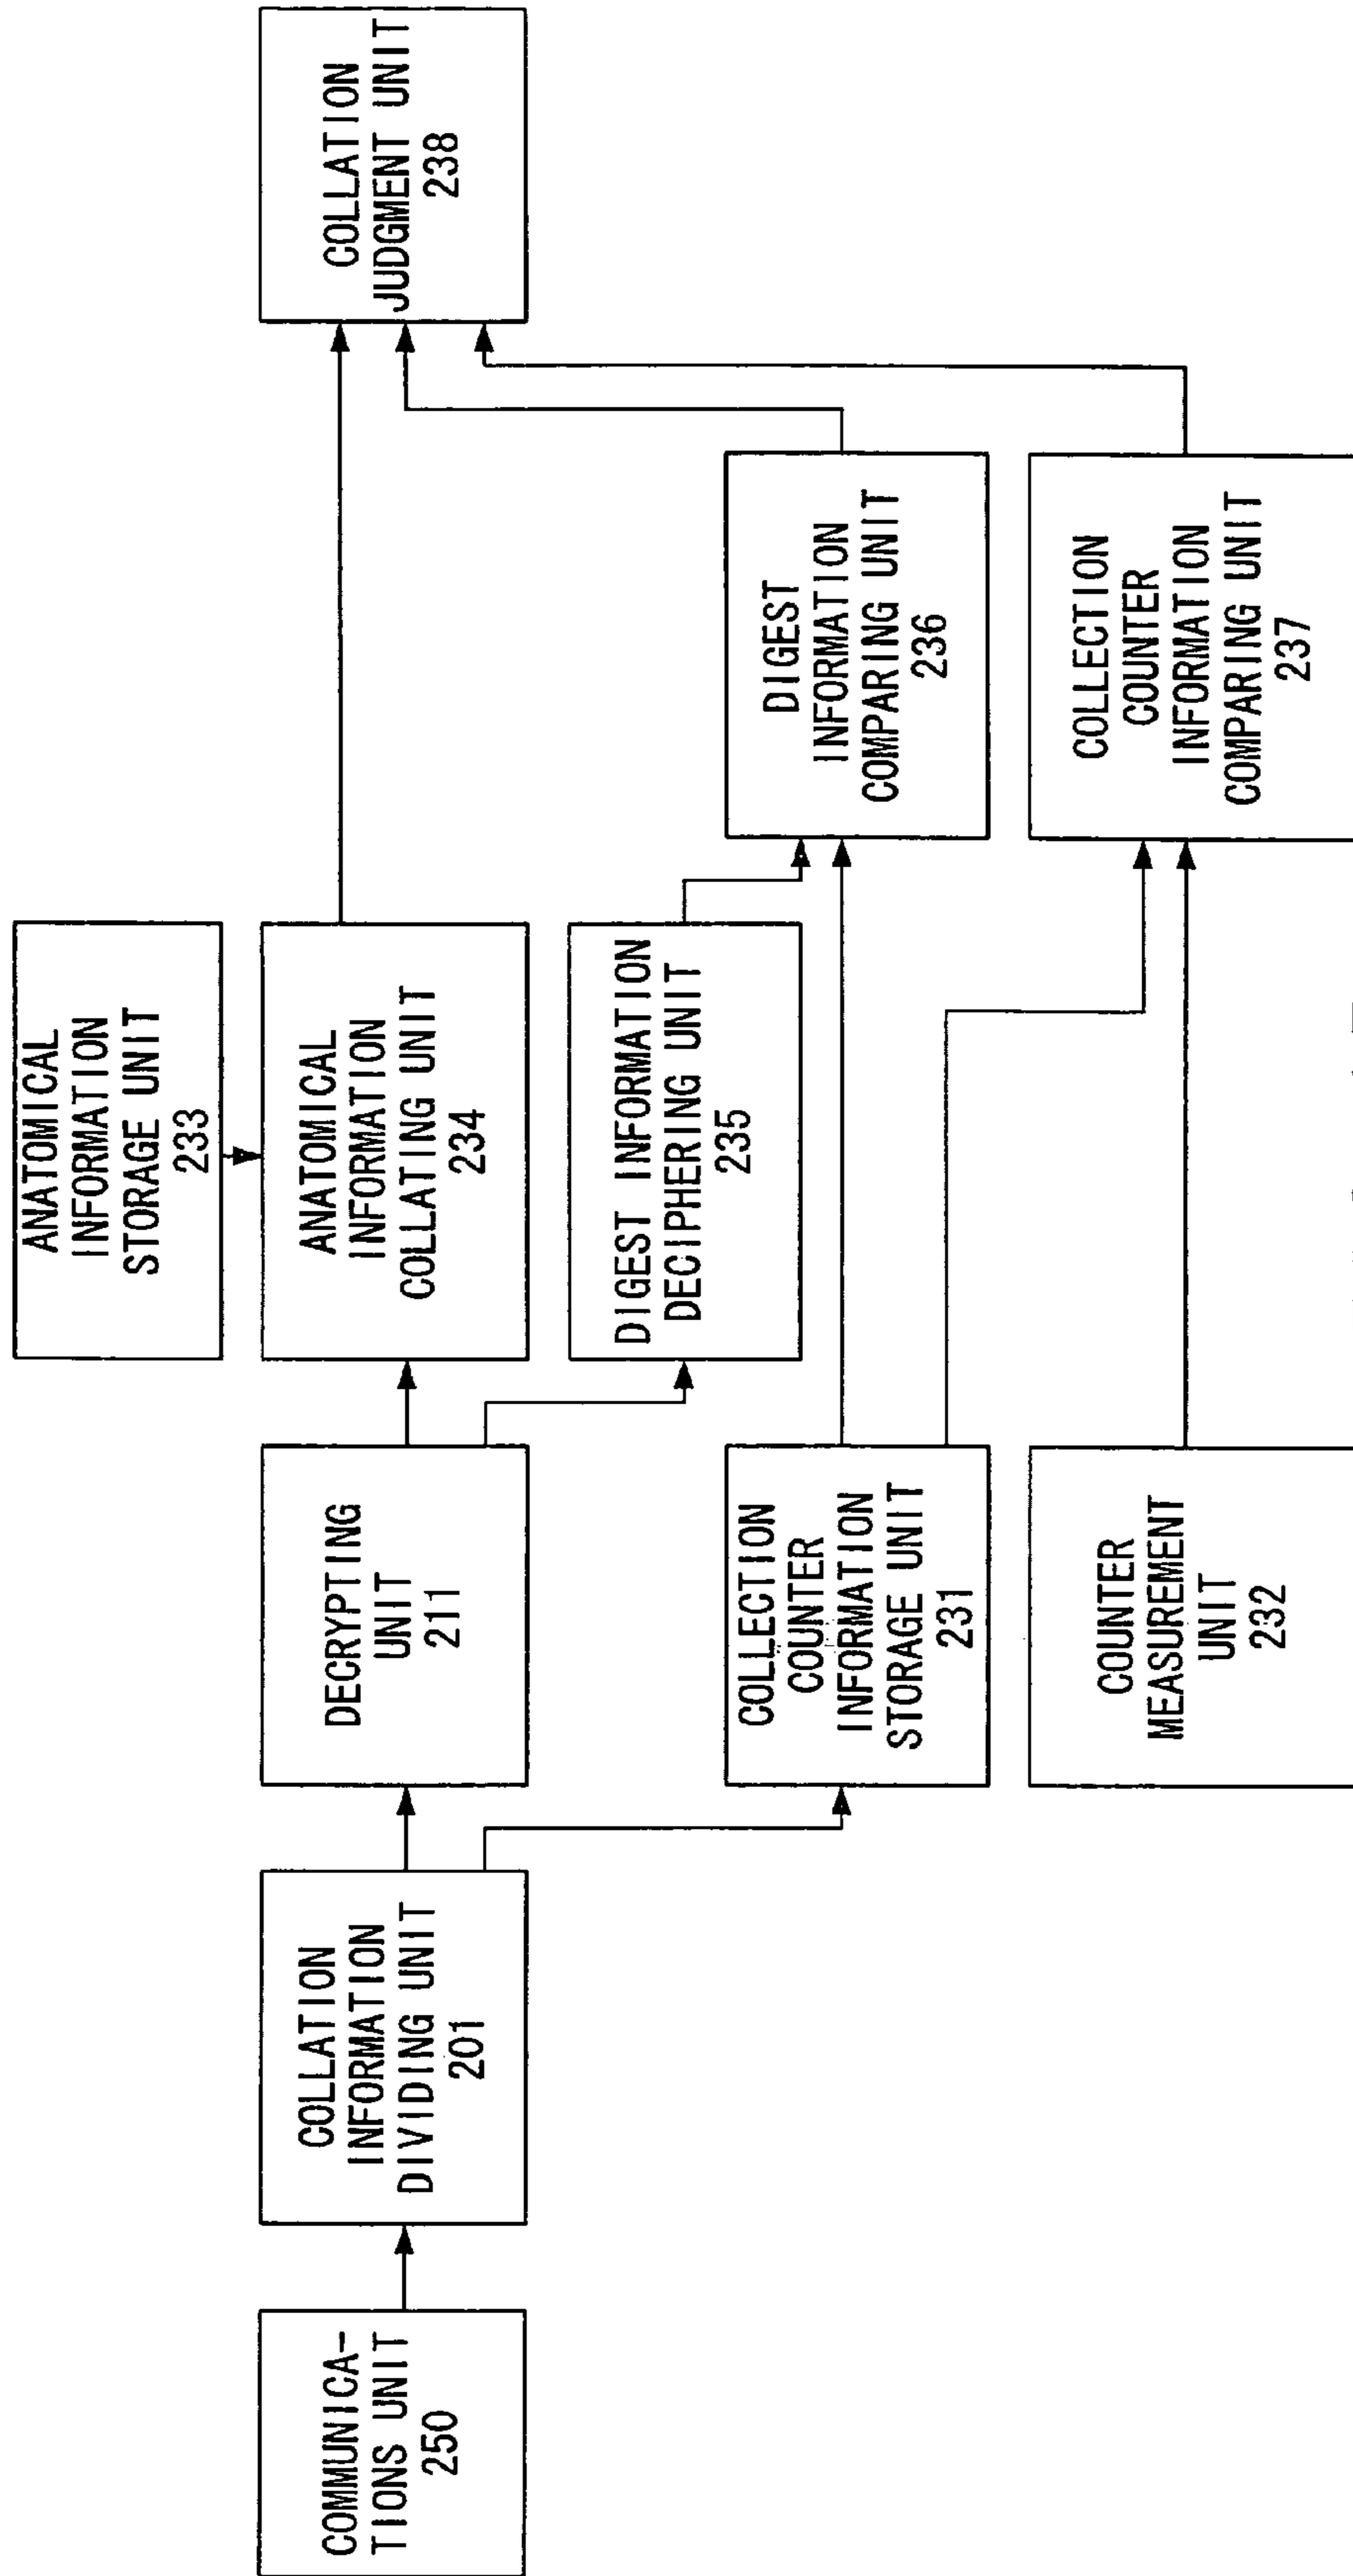 COMMUNICA-
TIONS UNIT
250
COLLATION
INFORMATION
DIVIDING UNIT
201
DECRYPTING
UNIT
211
ANATOMICAL
INFORMATION
STORAGE UNIT
233
ANATOMICAL
INFORMATION
COLLATING UNIT
234
DIGEST INFORMATION
DECIPHERING UNIT
235
COLLECTION
COUNTER
INFORMATION
STORAGE UNIT
231
COUNTER
MEASUREMENT
UNIT
232
DIGEST
INFORMATION
COMPARING UNIT
236
COLLECTION
COUNTER
INFORMATION
COMPARING UNIT
237
COLLATION
JUDGMENT UNIT
238